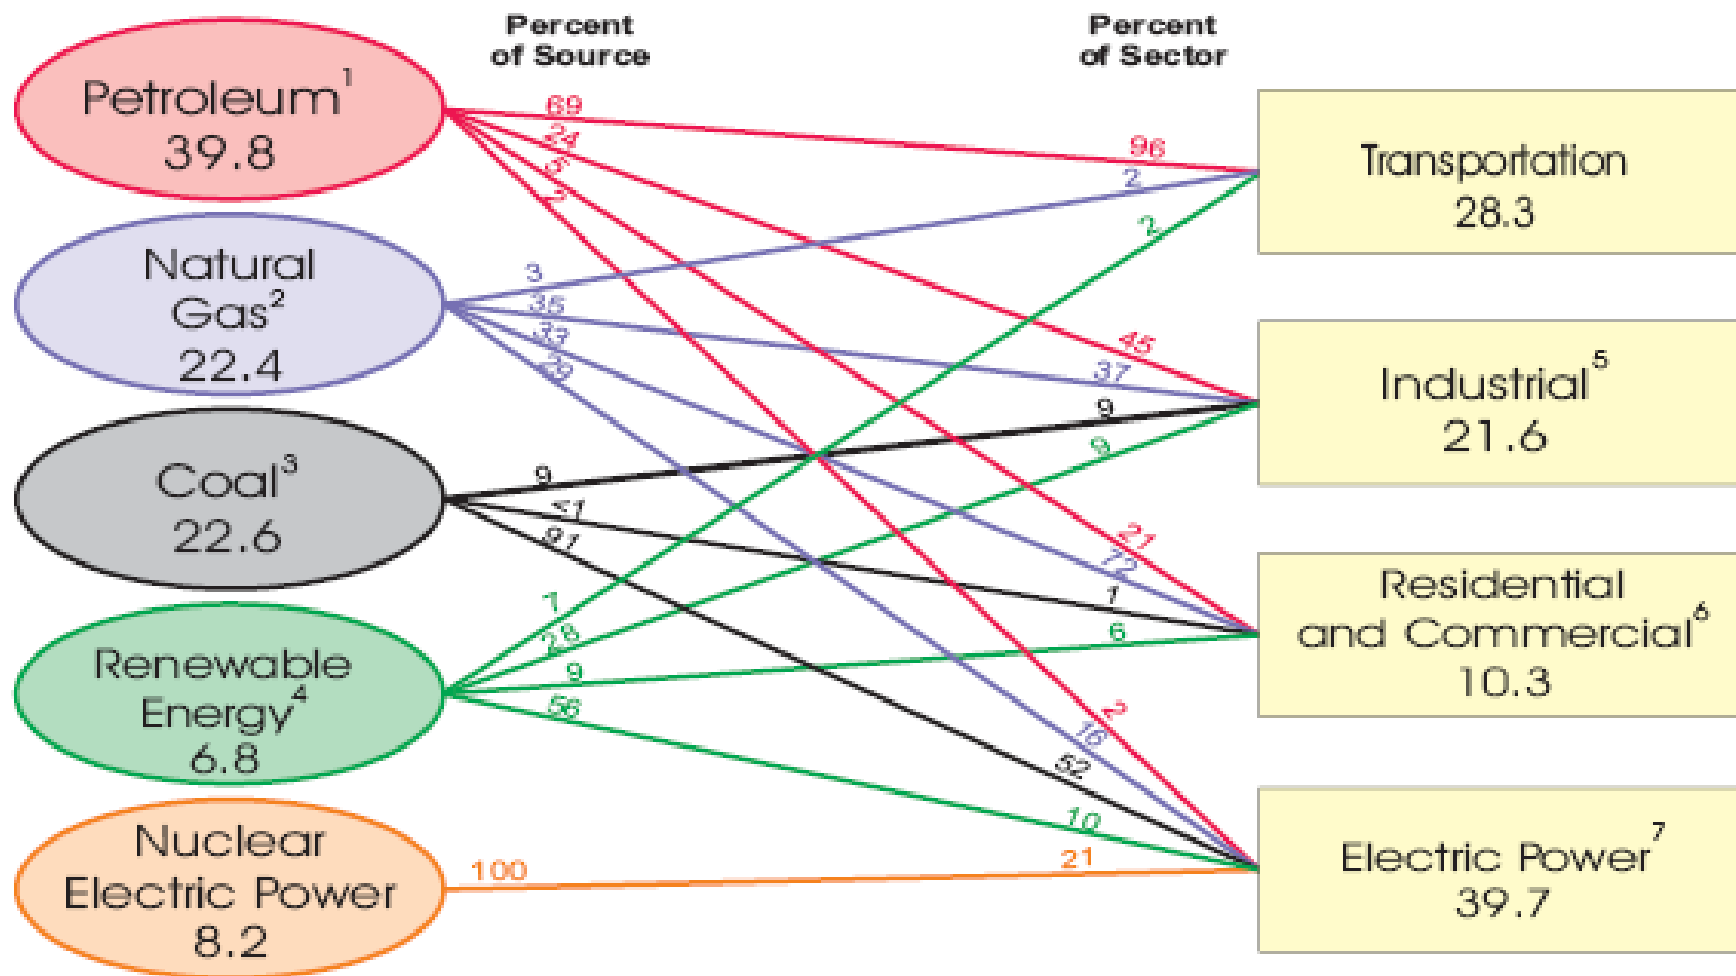 Percent
of Source
Percent
of Sector
Petroleum1
39.8
Natural
Gas2
22.4
Coal3
22.6
Renewable
Energy4
6.8
Nuclear
Electric Power
8.2
69
24
5
2
3
35
33
29
9
<1
91
7
28
9
56
100
96
2
2
45
37
9
9
21
72
1
6
2
16
52
10
21
Transportation
28.3
Industrial5
21.6
Residential
and Commercial6
10.3
Electric Power7
39.7